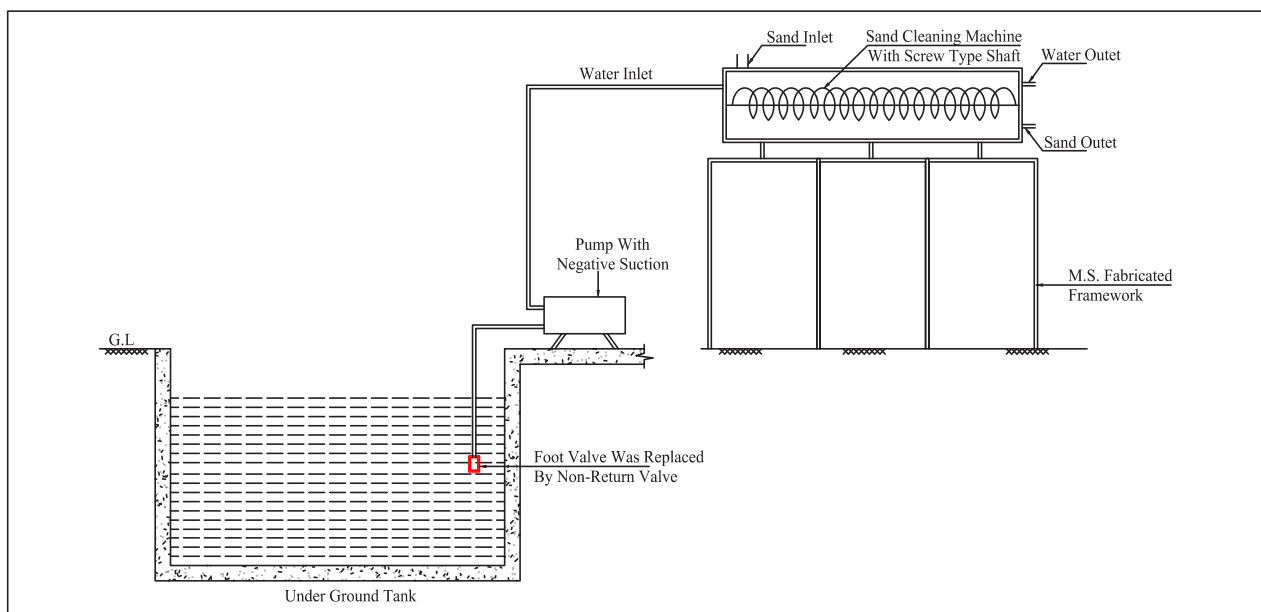 Sand Inlet
Sand Cleaning Machine
With Screw Type Shaft
Water Outet
Water Inlet
Sand Outet
Pump With
Negative Suction
M.S. Fabricated
Framework
G.L
Foot Valve Was Replaced
By Non-Return Valve
Under Ground Tank